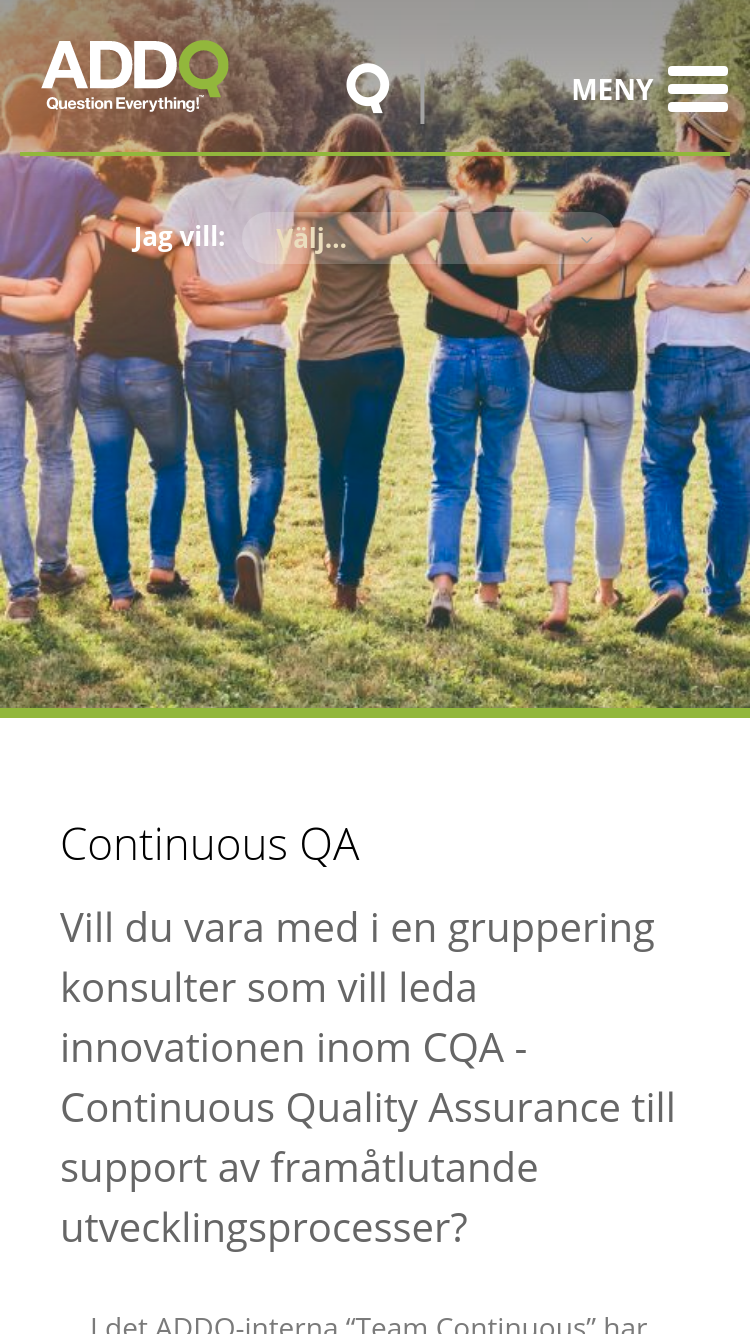 ADDQ
Question Everything!™
Q
MENY
Jag vill:
Välj...
Continuous QA
Vill du vara med i en gruppering
konsulter som vill leda
innovationen inom CQA -
Continuous Quality Assurance till
support av framåtlutande
utvecklingsprocesser?
I det ADDQ-interna “Team Continuous” har